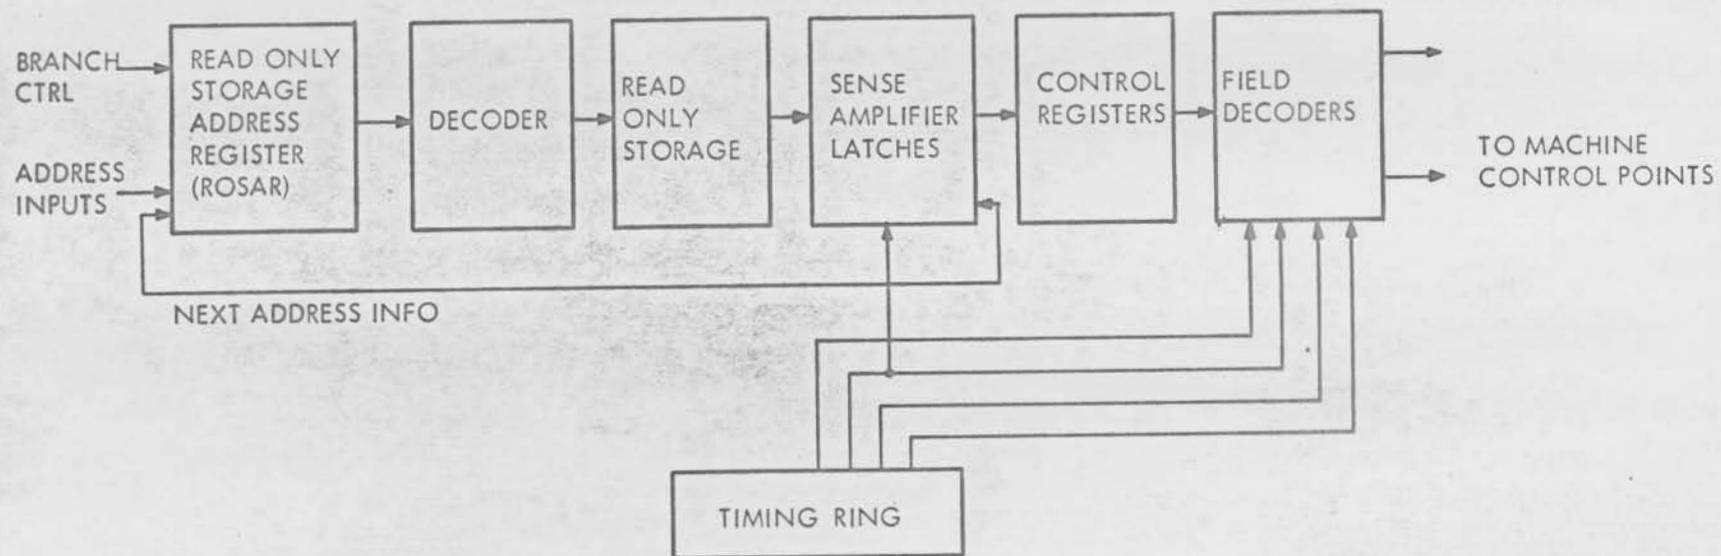 BRANCH
CTRL
ADDRESS
INPUTS
READ ONLY
STORAGE
ADDRESS
REGISTER
(ROSAR)
DECODER
READ
ONLY
STORAGE
SENSE
AMPLIFIER
LATCHES
CONTROL
REGISTERS
FIELD
DECODERS
TO MACHINE
CONTROL POINTS
NEXT ADDRESS INFO
TIMING RING